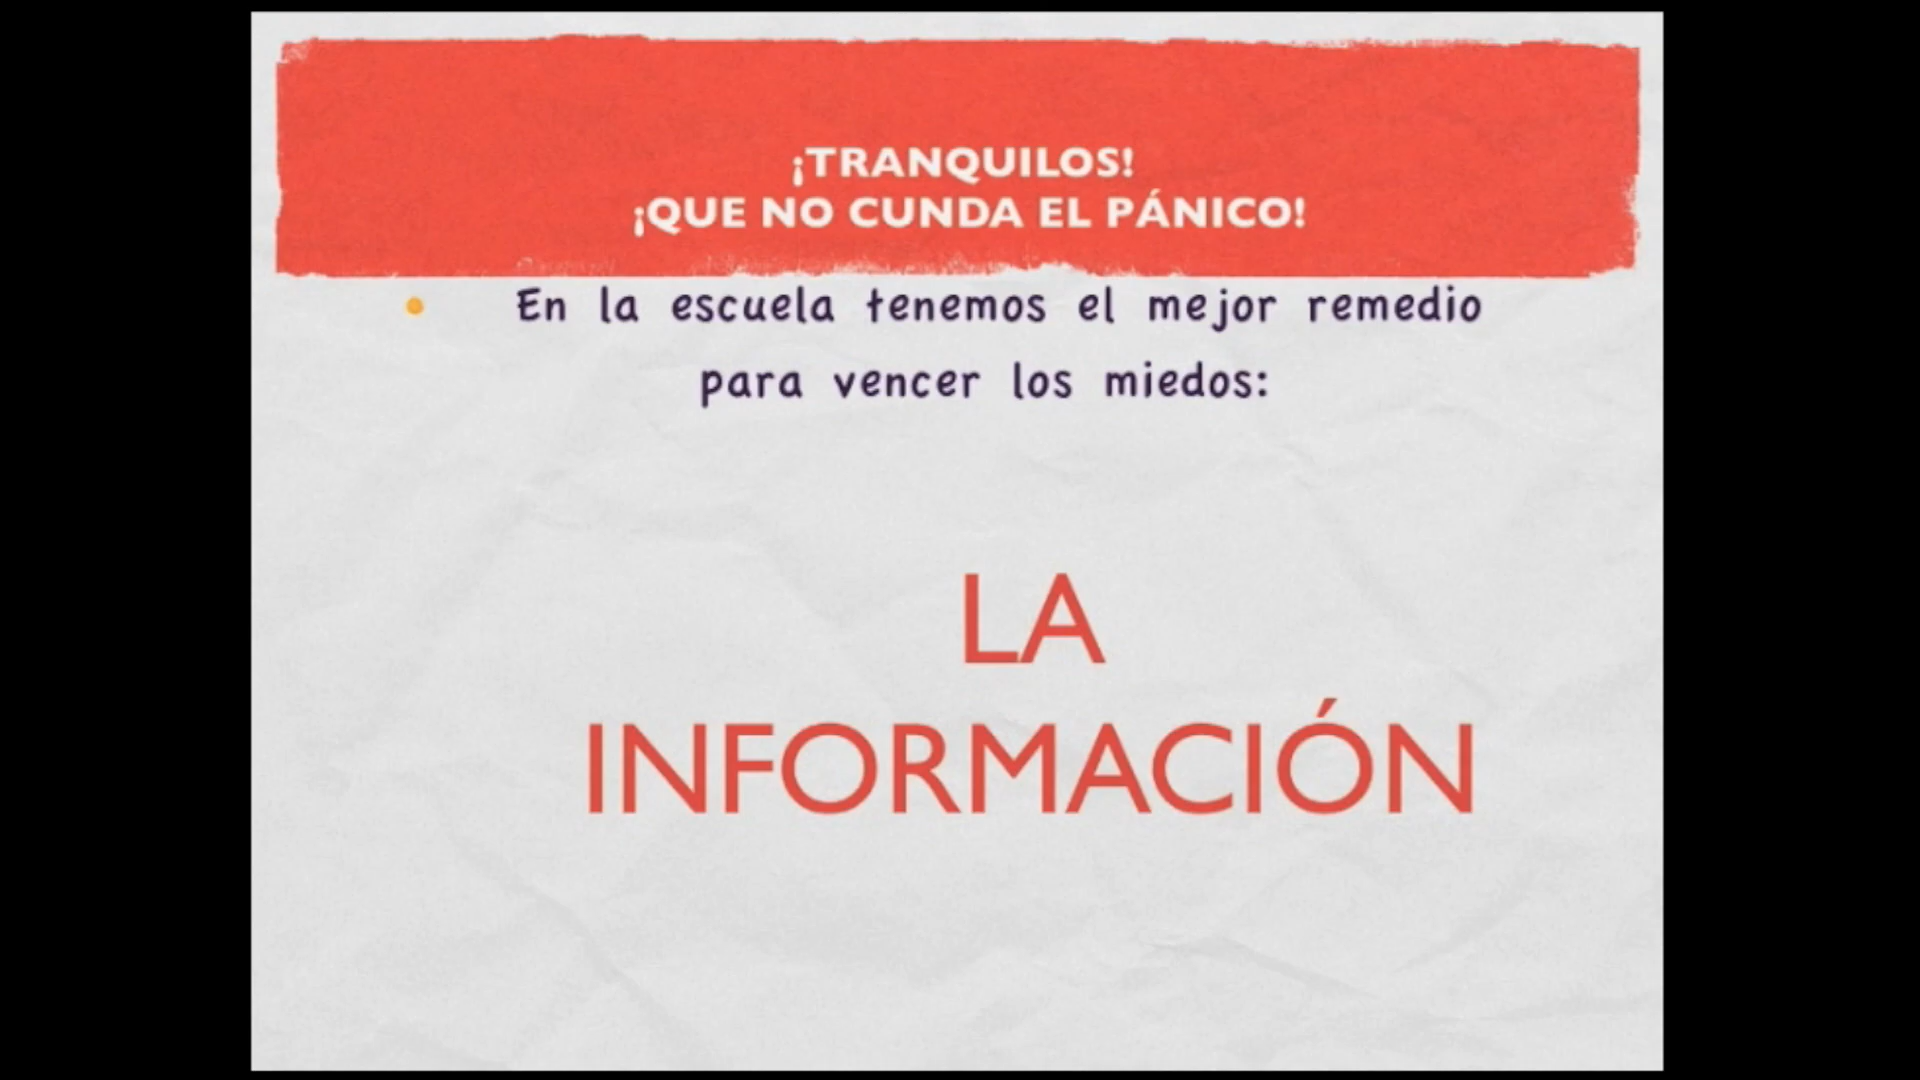 ¡TRANQUILOS!
¡QUE NO CUNDA EL PÁNICO!
En la escuela tenemos el mejor remedio
para vencer los miedos:
LA
INFORMACIÓN